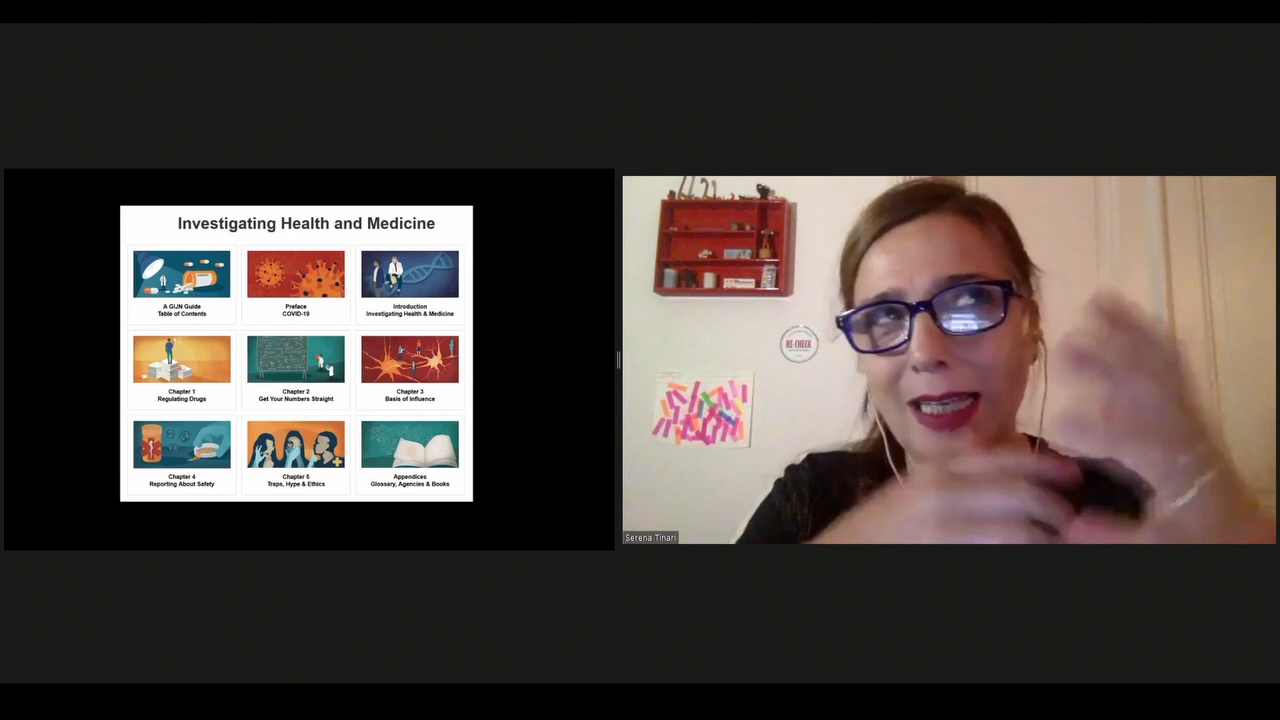 Investigating Health and Medicine
A GIJN Guide
Table of Contents
Preface
COVID-19
Introduction
Investigating Health & Medicine
Chapter 1
Regulating Drugs
Chapter 2
Get Your Numbers Straight
Chapter 3
Basis of Influence
Chapter 4
Reporting About Safety
Chapter 5
Traps, Hype & Ethics
Appendices
Glossary, Agencies & Books
RE-CHECK
Serena Tinari